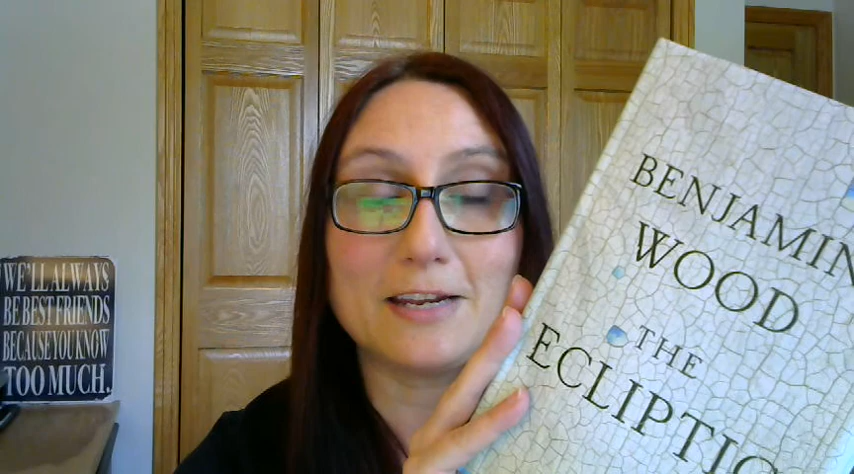 WE'LL ALWAYS
BE BEST FRIENDS
BECAUSE YOU KNOW
TOO MUCH.
BENJAMIN
WOOD
THE
ECLIPTIC